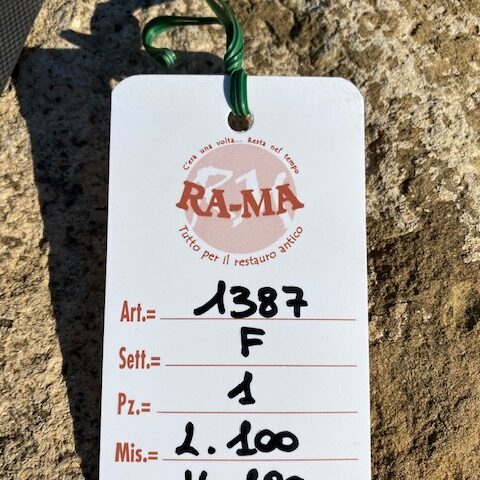 C'era una volta... Resta nel tempo
RA-MA
Tutto per il restauro antico
Art.= 1387
Sett.= F
Pz.= 1
Mis.= L. 100